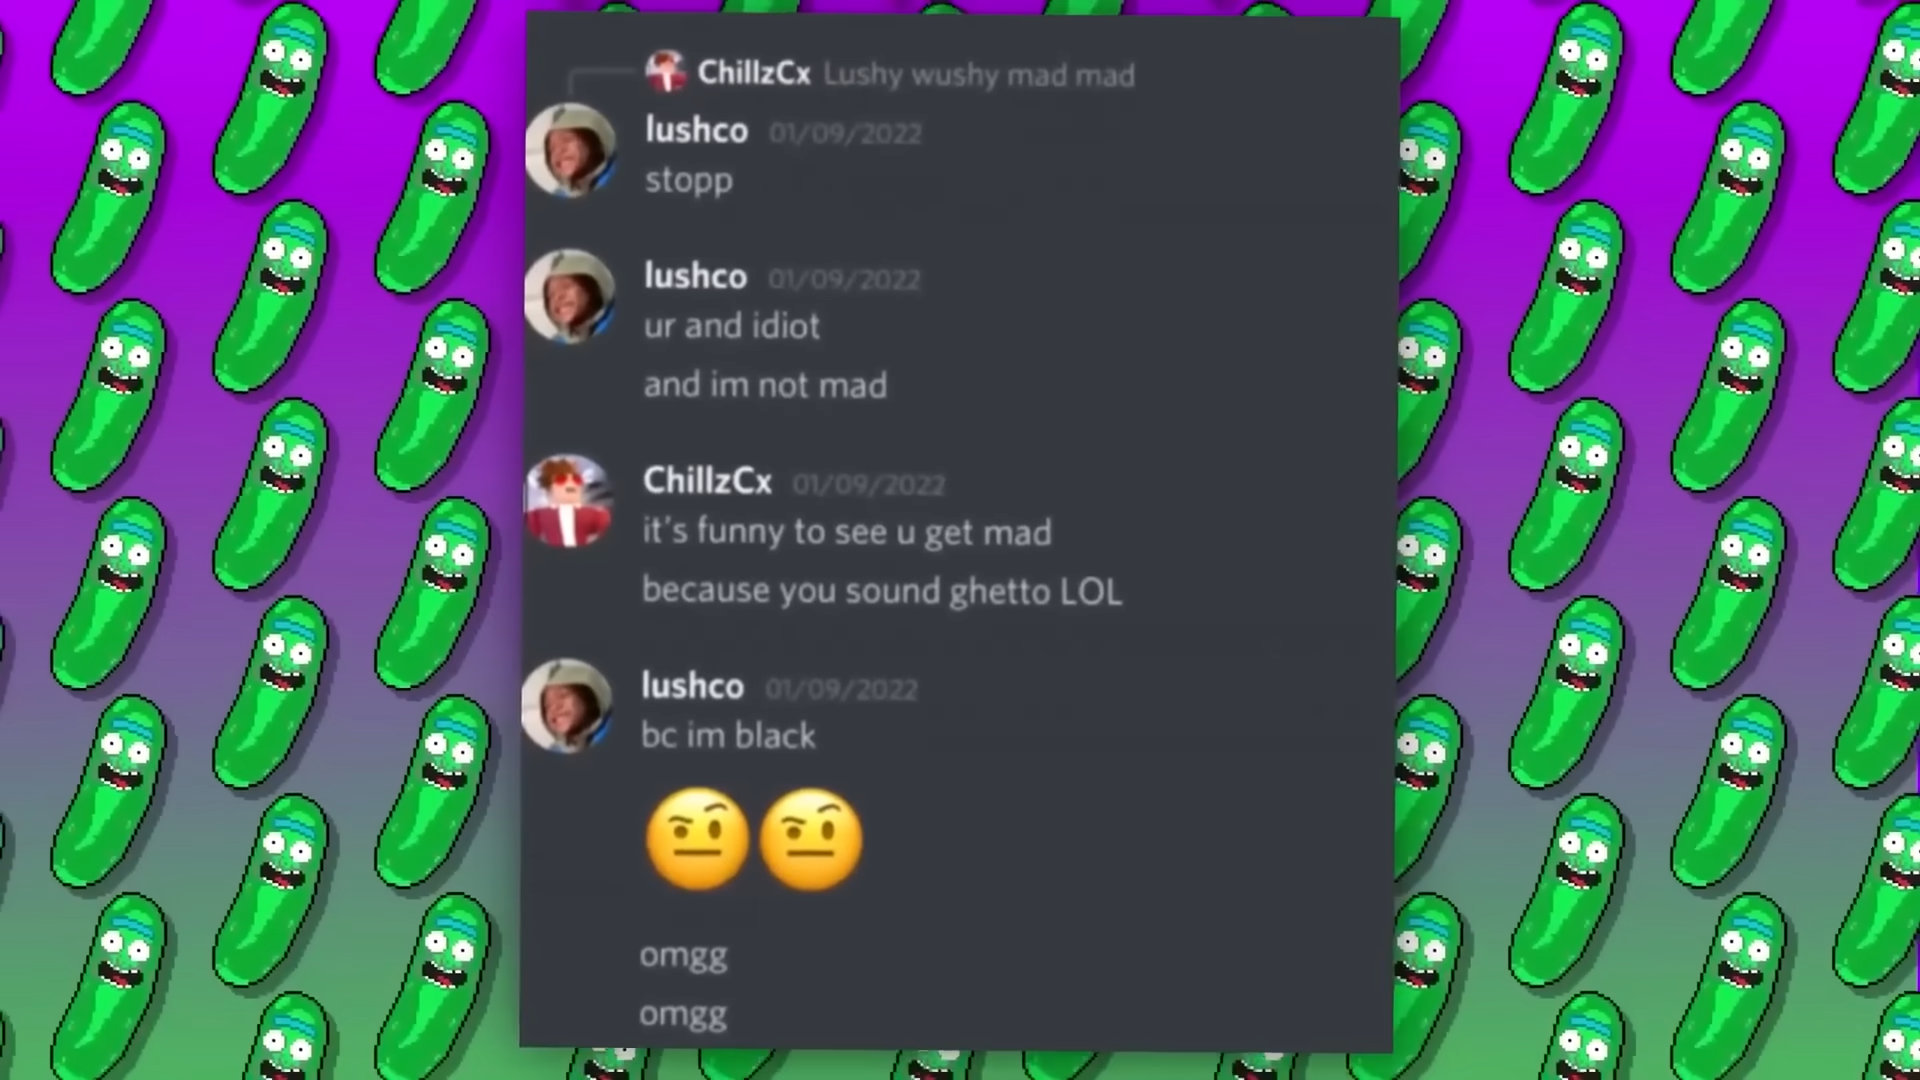 ChillzCx Lushy wushy mad mad
lushco 01/09/2022
stopp
lushco 01/09/2022
ur and idiot
and im not mad
ChillzCx 01/09/2022
it's funny to see u get mad
because you sound ghetto LOL
lushco 01/09/2022
bc im black
🤨🤨
omgg
omgg